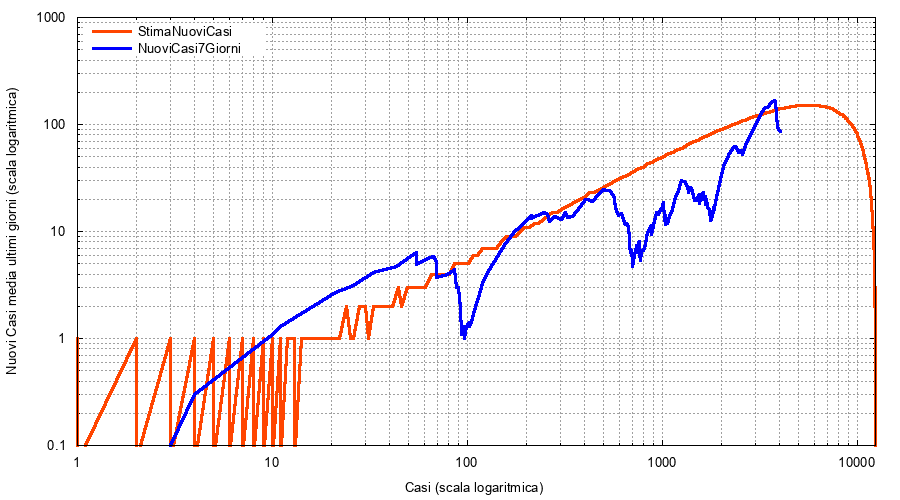 1000
100
10
1
0.1
1
10
100
1000
10000
StimaNuoviCasi
NuoviCasi7Giorni
Nuovi Casi media ultimi giorni (scala logaritmica)
Casi (scala logaritmica)